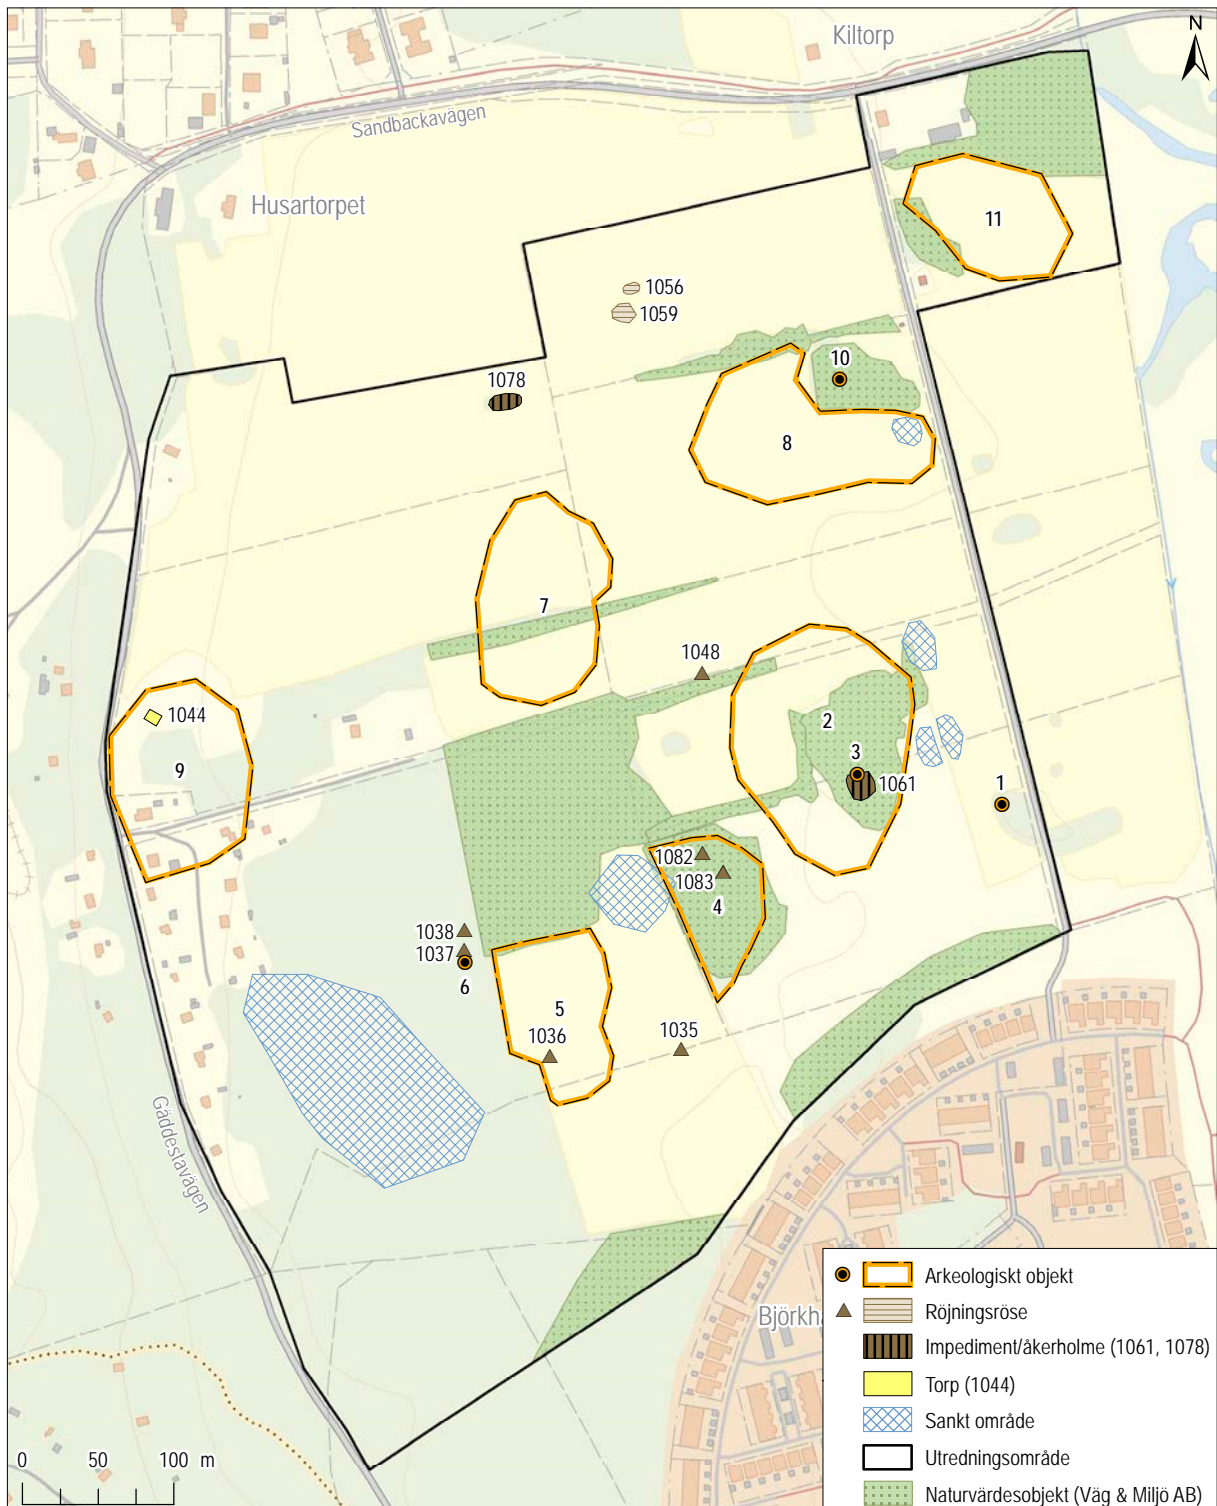 N
Kiltorp
Sandbackavägen
Husartorpet
11
1056
1059
10
1078
8
7
1048
1044
2
9
3
1061
1
1082
1083
4
1038
1037
6
5
1036
1035
Gäddestavägen
Björkha
Arkeologiskt objekt
Röjningsröse
Impediment/åkerholme (1061, 1078)
Torp (1044)
Sankt område
Utredningsområde
Naturvärdesobjekt (Väg & Miljö AB)
0 50 100 m